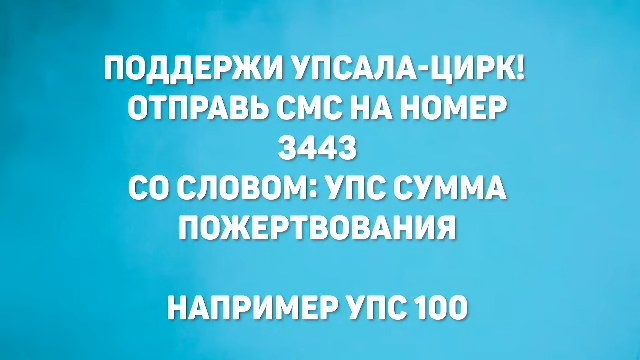 ПОДДЕРЖИ УПСАЛА-ЦИРК!
ОТПРАВЬ СМС НА НОМЕР
3443
СО СЛОВОМ: УПС СУММА
ПОЖЕРТВОВАНИЯ
НАПРИМЕР УПС 100